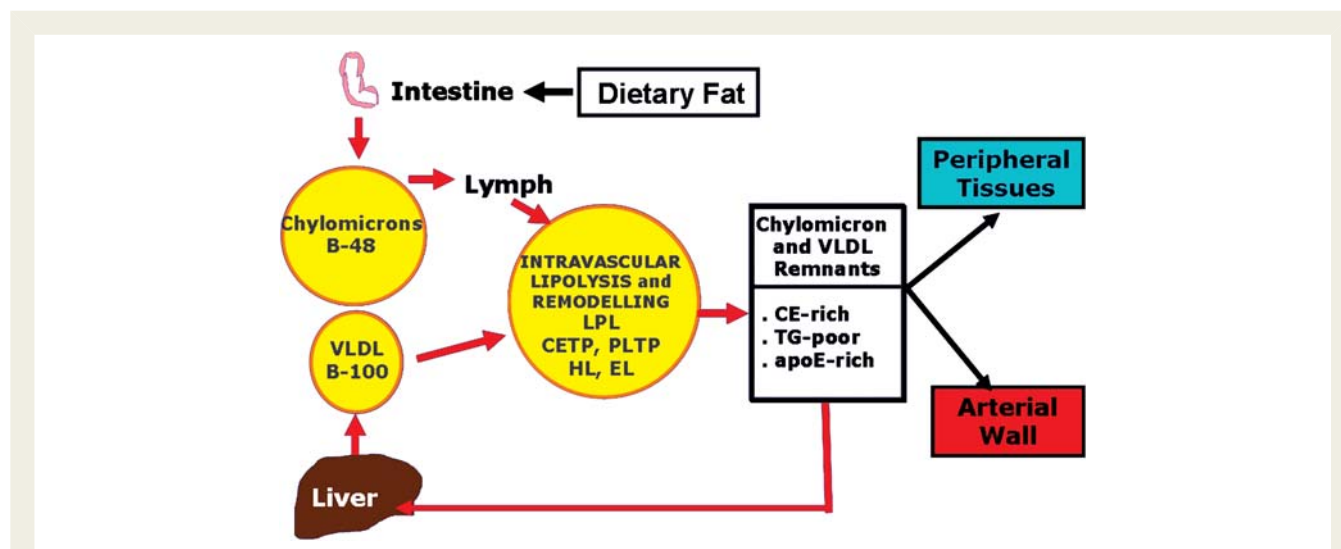 Intestine
Dietary Fat
Chylomicrons
B-48
Lymph
Peripheral
Tissues
INTRAVASCULAR
LIPOLYSIS and
REMODELLING
LPL
CETP, PLTP
HL, EL
Chylomicron
and VLDL
Remnants
. CE-rich
. TG-poor
. apoE-rich
VLDL
B-100
Arterial
Wall
Liver